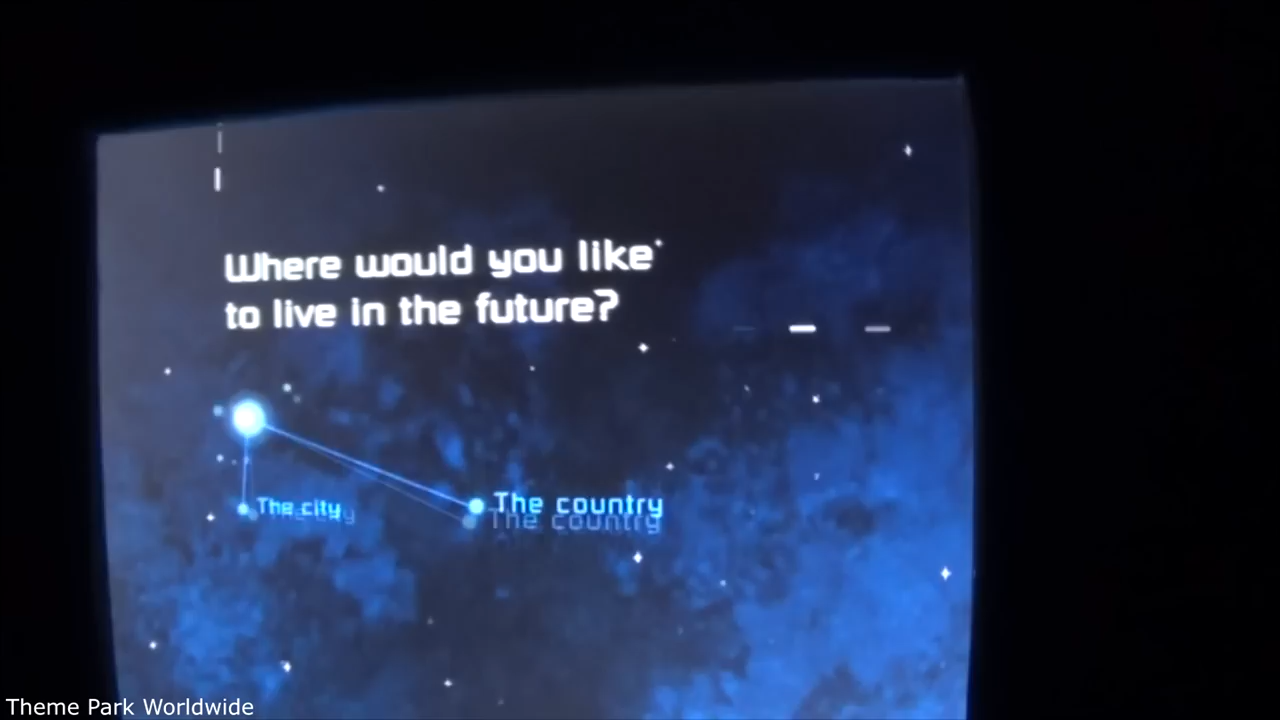 Where would you like
to live in the future?
The city
The country
Theme Park Worldwide